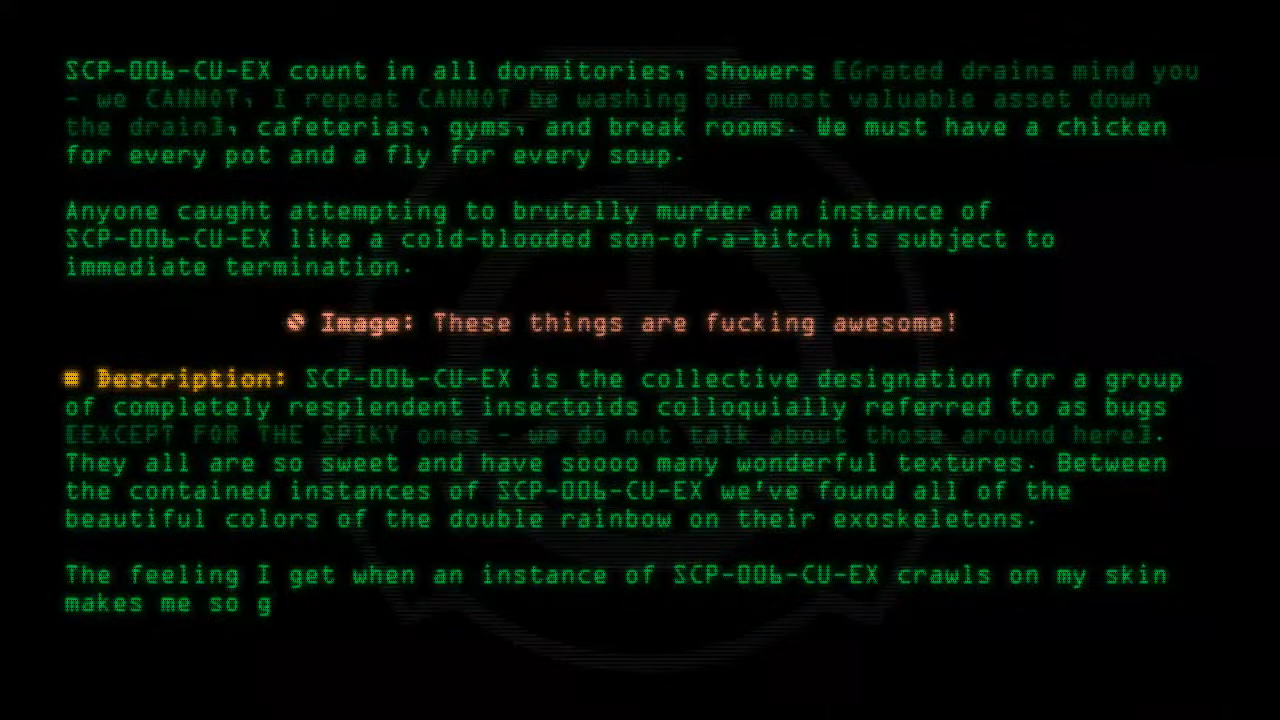 SCP-006-CU-EX count in all dormitories, showers [Grated drains mind you
- we CANNOT, I repeat CANNOT be washing our most valuable asset down
the drain], cafeterias, gyms, and break rooms. We must have a chicken
for every pot and a fly for every soup.
Anyone caught attempting to brutally murder an instance of
SCP-006-CU-EX like a cold-blooded son-of-a-bitch is subject to
immediate termination.
Image: These things are fucking awesome!
Description: SCP-006-CU-EX is the collective designation for a group
of completely resplendent insectoids colloquially referred to as bugs
[EXCEPT FOR THE SPIKY ones - we do not talk about those around here].
They all are so sweet and have soooo many wonderful textures. Between
the contained instances of SCP-006-CU-EX we've found all of the
beautiful colors of the double rainbow on their exoskeletons.
The feeling I get when an instance of SCP-006-CU-EX crawls on my skin
makes me so g